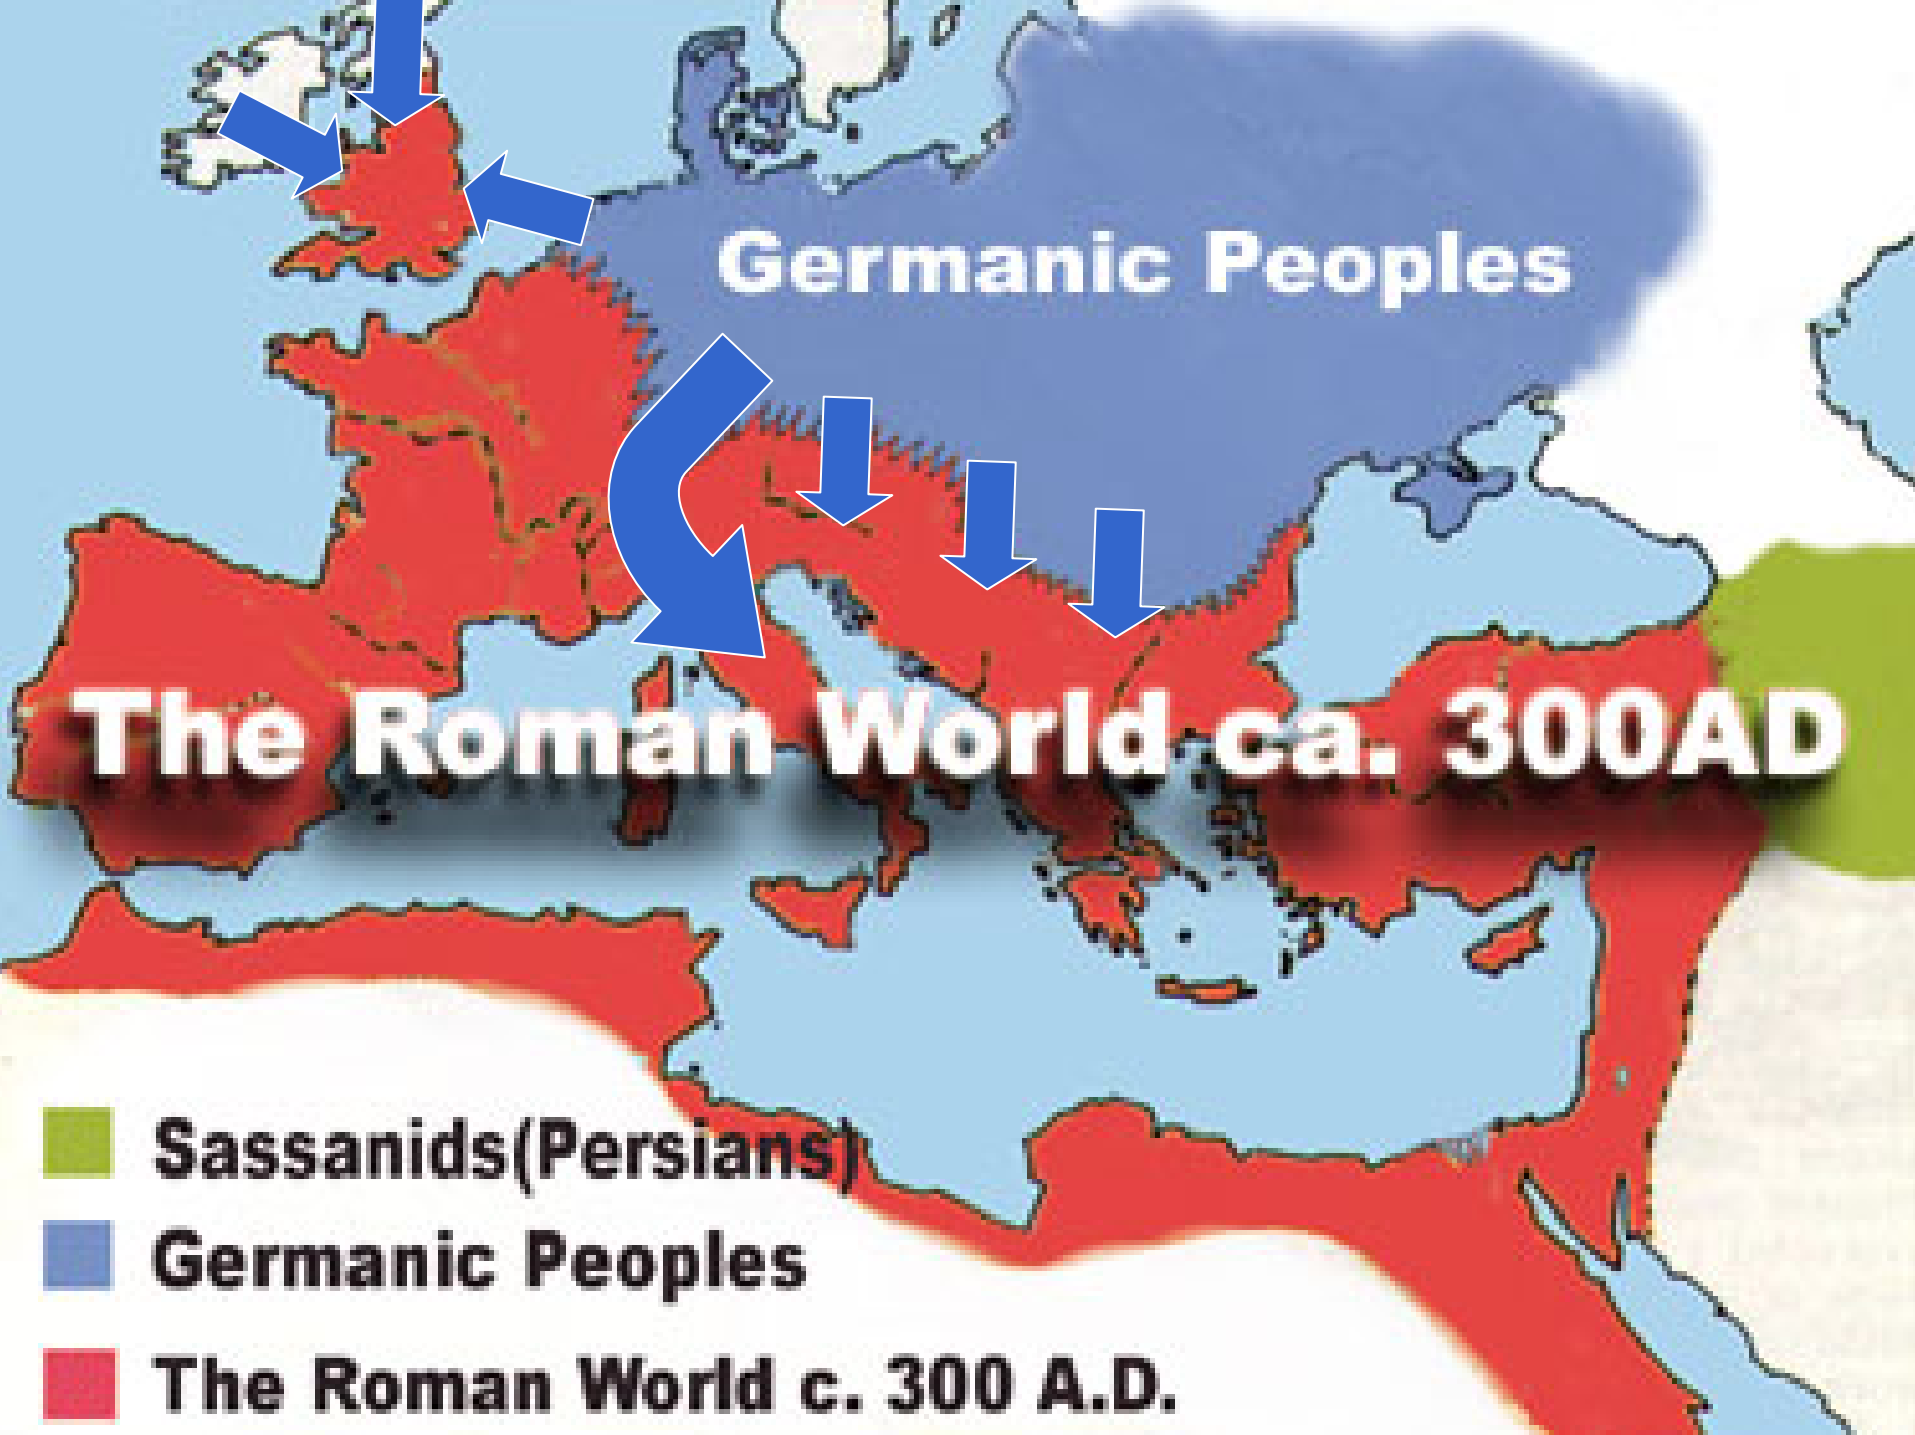 Germanic Peoples
The Roman World ca. 300AD
Sassanids(Persians)
Germanic Peoples
The Roman World c. 300 A.D.